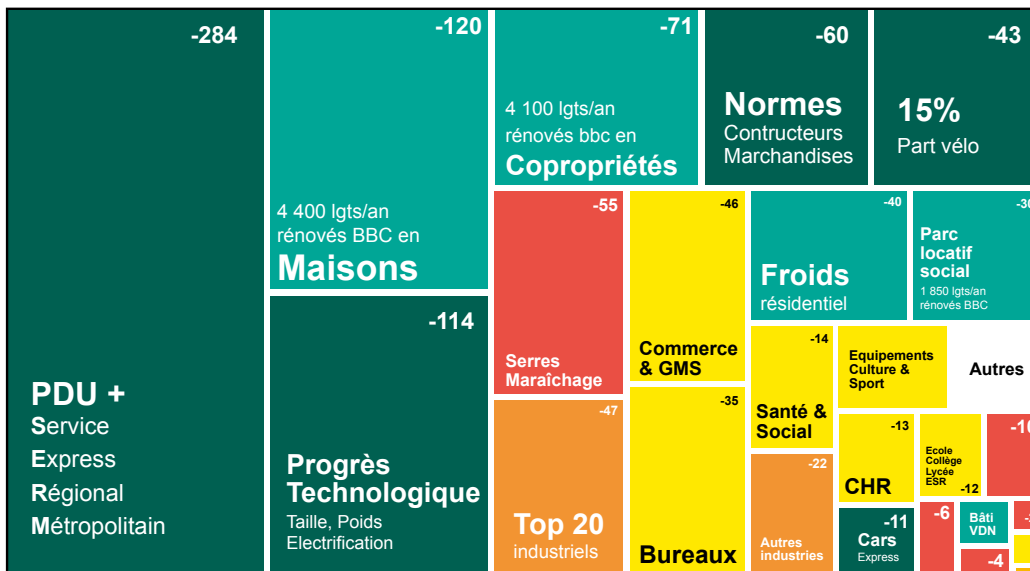 -284
PDU +
Service
Express
Régional
Métropolitain
-120
4 400 lgts/an
rénovés BBC en
Maisons
-114
Progrès
Technologique
Taille, Poids
Electrification
-71
4 100 lgts/an
rénovés bbc en
Copropriétés
-60
Normes
Contructeurs
Marchandises
-43
15%
Part vélo
-55
Serres
Maraîchage
-47
Top 20
industriels
-46
Commerce
& GMS
-35
Bureaux
-40
Froids
résidentiel
-30
Parc
locatif
social
1 850 lgts/an
rénovés BBC
-14
Santé &
Social
-22
Autres
industries
Equipements
Culture &
Sport
Autres
-13
CHR
-11
Cars
Express
Ecole
Collège
Lycée
ESR
-12
-6
Bâti
VDN
-4